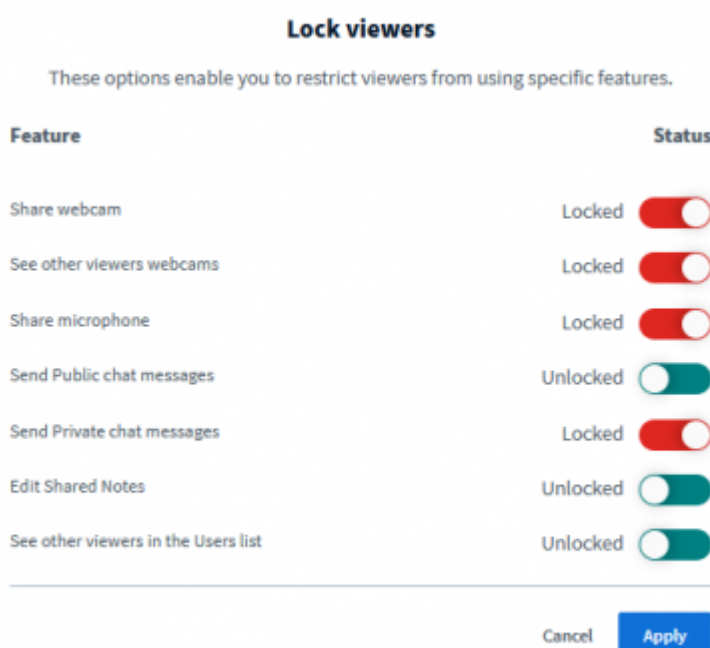 Lock viewers
These options enable you to restrict viewers from using specific features.
Feature Status
Share webcam Locked
See other viewers webcams Locked
Share microphone Locked
Send Public chat messages Unlocked
Send Private chat messages Locked
Edit Shared Notes Unlocked
See other viewers in the Users list Unlocked
Cancel Apply